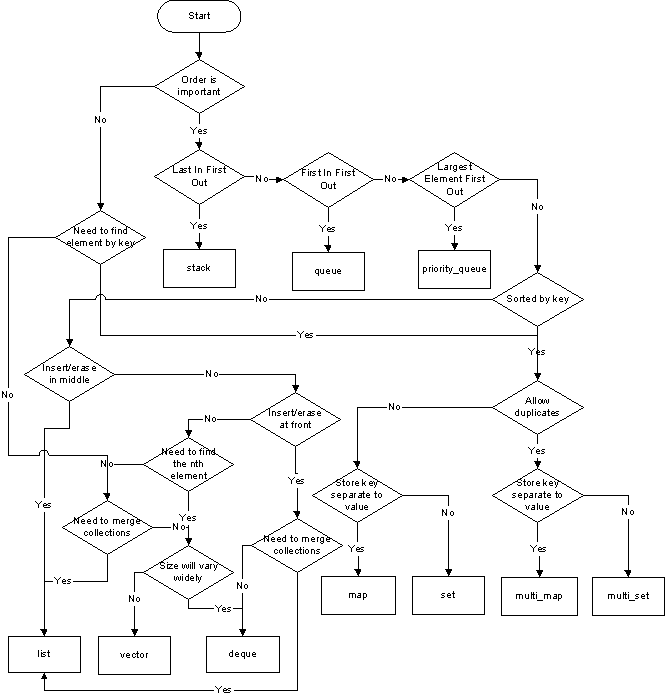 Start
Order is
important
No
Yes
Last In First
Out
No
First In First
Out
No
Largest
Element First
Out
No
Yes
Yes
Yes
Need to find
element by key
stack
queue
priority_queue
Sorted by key
No
Yes
Yes
Insert/erase
in middle
No
No
Insert/erase
at front
No
No
Allow
duplicates
Yes
Need to find
the nth
element
No
Yes
Yes
Store key
separate to
value
No
Store key
separate to
value
No
Yes
Need to merge
collections
No
Yes
Need to merge
collections
Yes
Yes
Size will vary
widely
Yes
No
Yes
No
map
set
multi_map
multi_set
list
vector
deque
Yes